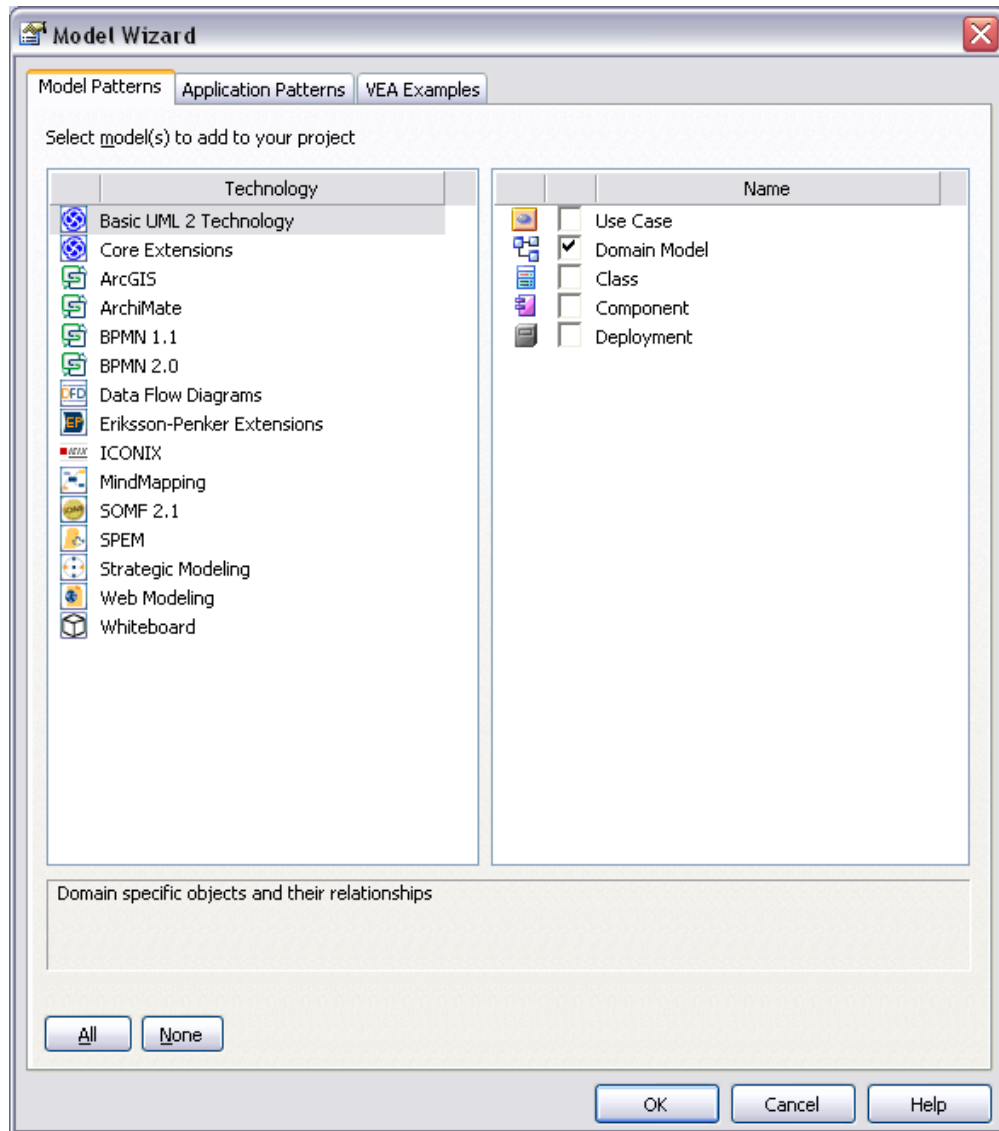 Model Wizard
Model Patterns Application Patterns VEA Examples
Select model(s) to add to your project
Technology
Basic UML 2 Technology
Core Extensions
ArcGIS
ArchiMate
BPMN 1.1
BPMN 2.0
Data Flow Diagrams
Eriksson-Penker Extensions
ICONIX
MindMapping
SOMF 2.1
SPEM
Strategic Modeling
Web Modeling
Whiteboard
Name
Use Case
Domain Model
Class
Component
Deployment
Domain specific objects and their relationships
All None
OK Cancel Help